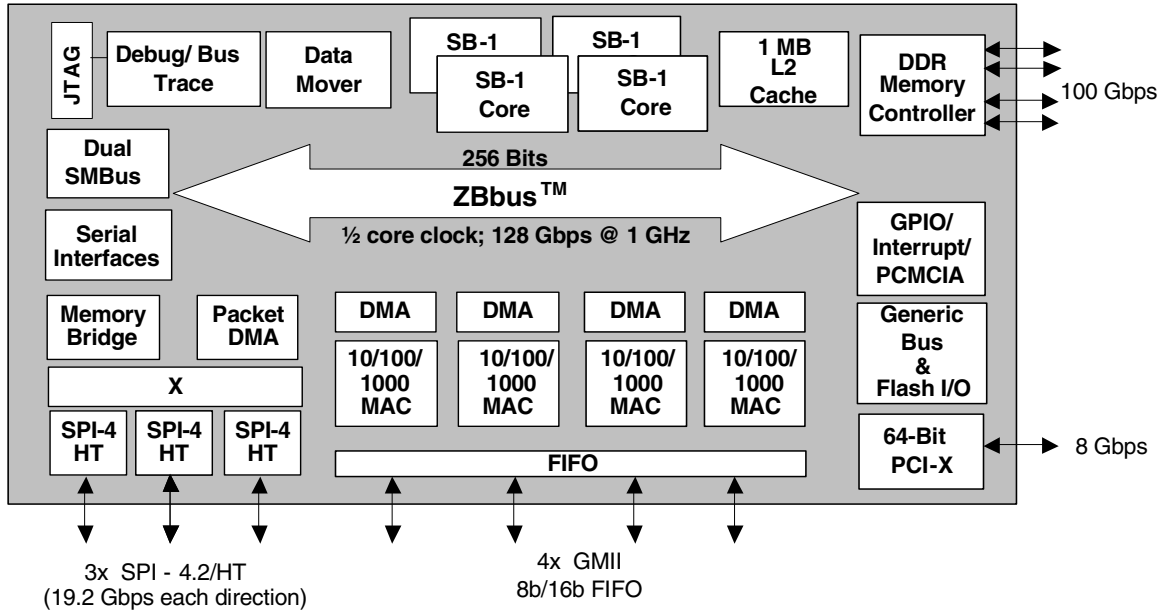 JTAG
Debug/ Bus
Trace
Data
Mover
SB-1
SB-1
Core
SB-1
SB-1
Core
1 MB
L2
Cache
DDR
Memory
Controller
100 Gbps
Dual
SMBus
256 Bits
ZBbus™
½ core clock; 128 Gbps @ 1 GHz
Serial
Interfaces
GPIO/
Interrupt/
PCMCIA
Memory
Bridge
Packet
DMA
DMA
DMA
DMA
DMA
Generic
Bus
&
Flash I/O
X
10/100/
1000
MAC
10/100/
1000
MAC
10/100/
1000
MAC
10/100/
1000
MAC
SPI-4
HT
SPI-4
HT
SPI-4
HT
FIFO
64-Bit
PCI-X
8 Gbps
3x SPI - 4.2/HT
(19.2 Gbps each direction)
4x GMII
8b/16b FIFO